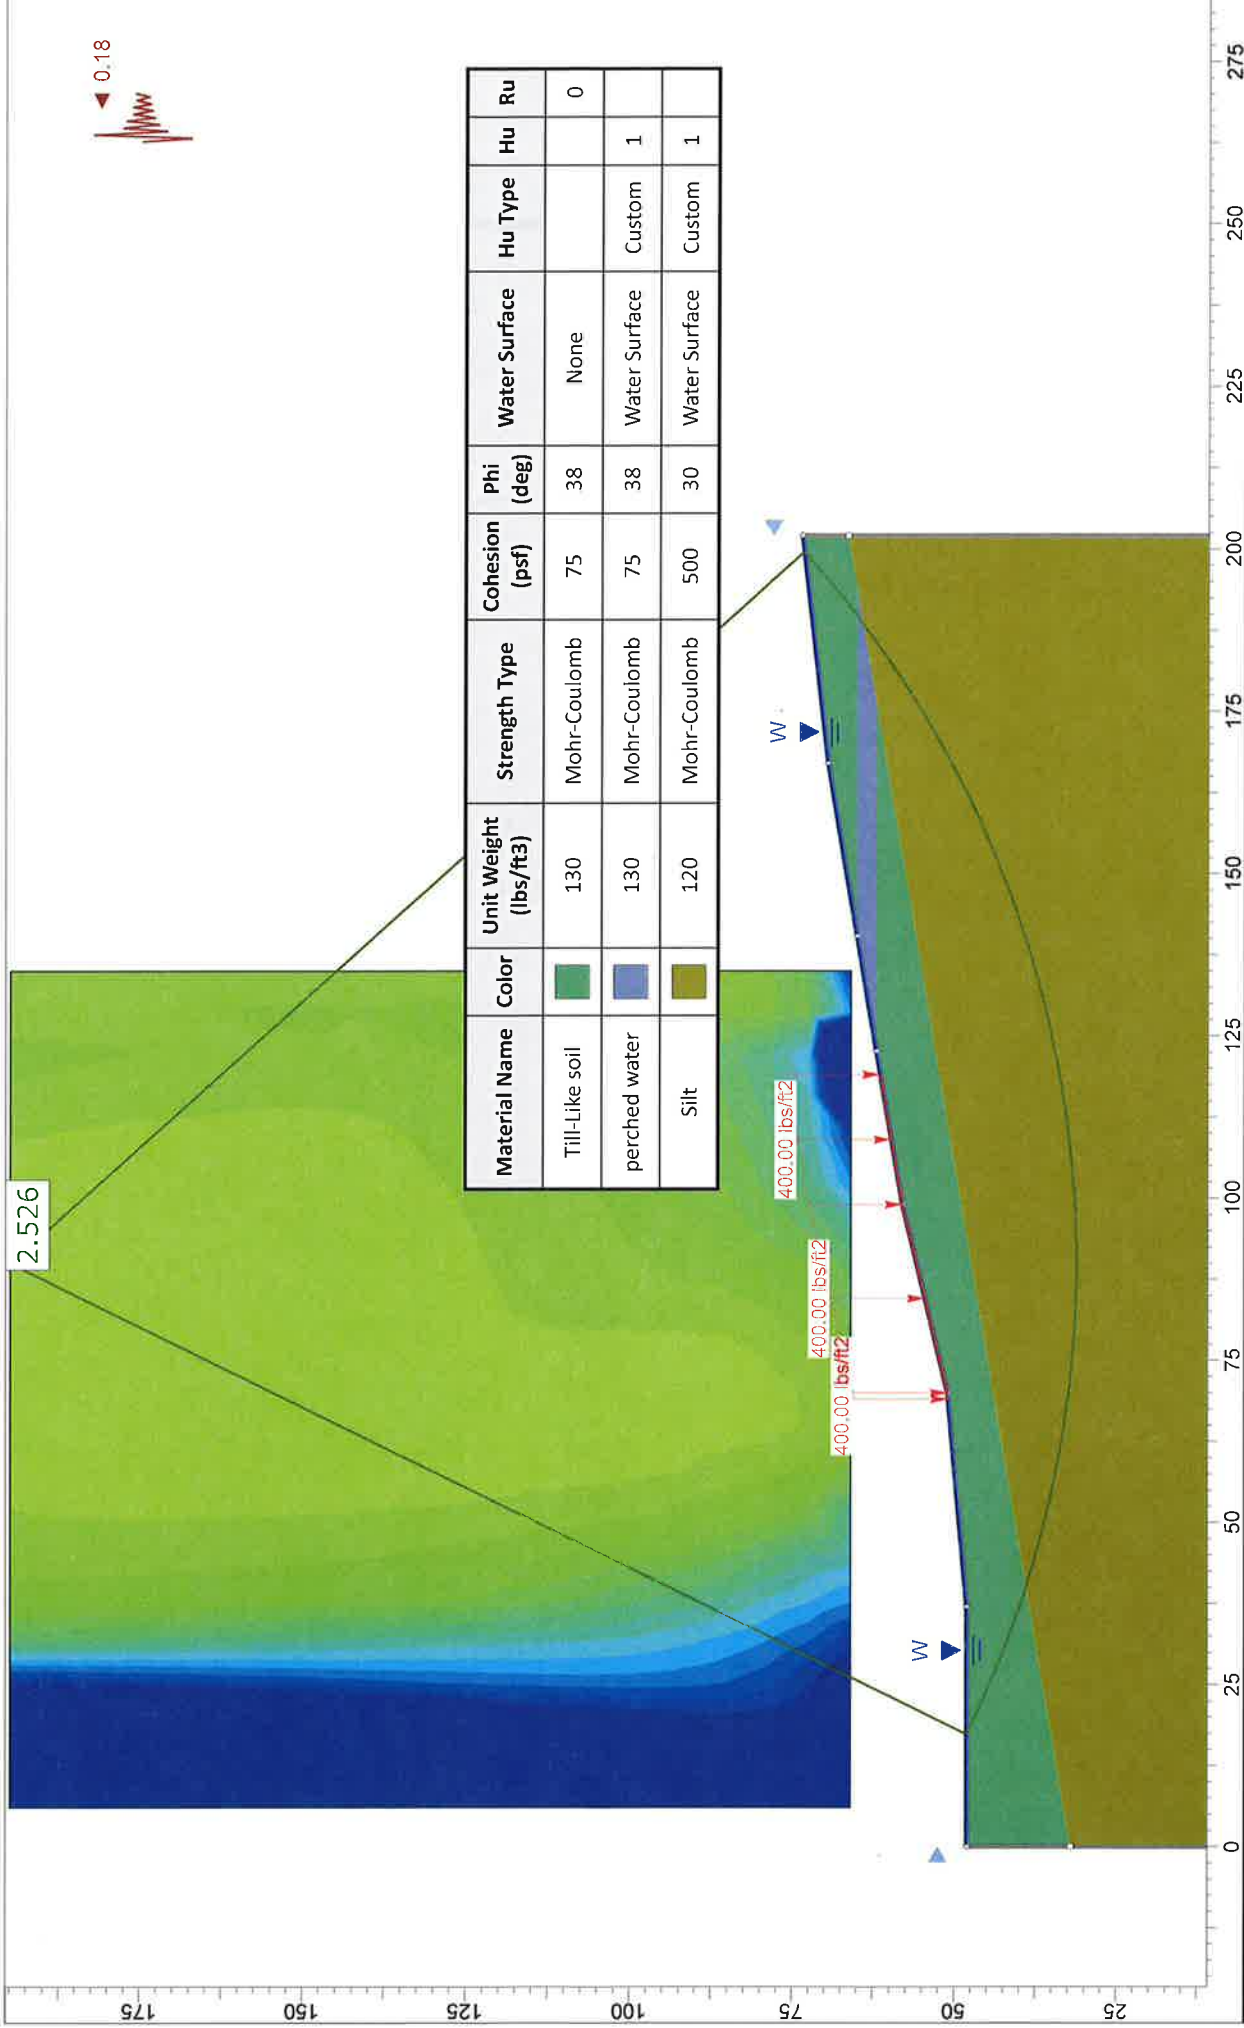 0.18
2.526
Material Name Color Unit Weight (lbs/ft3) Strength Type Cohesion (psf) Phi (deg) Water Surface Hu Type Hu Ru
Till-Like soil 130 Mohr-Coulomb 75 38 None 0
perched water 130 Mohr-Coulomb 75 38 Water Surface Custom 1
Silt 120 Mohr-Coulomb 500 30 Water Surface Custom 1
W
400.00 lbs/ft2
400.00 lbs/ft2
400.00 lbs/ft2
W
175
150
125
100
75
50
25
0 25 50 75 100 125 150 175 200 225 250 275